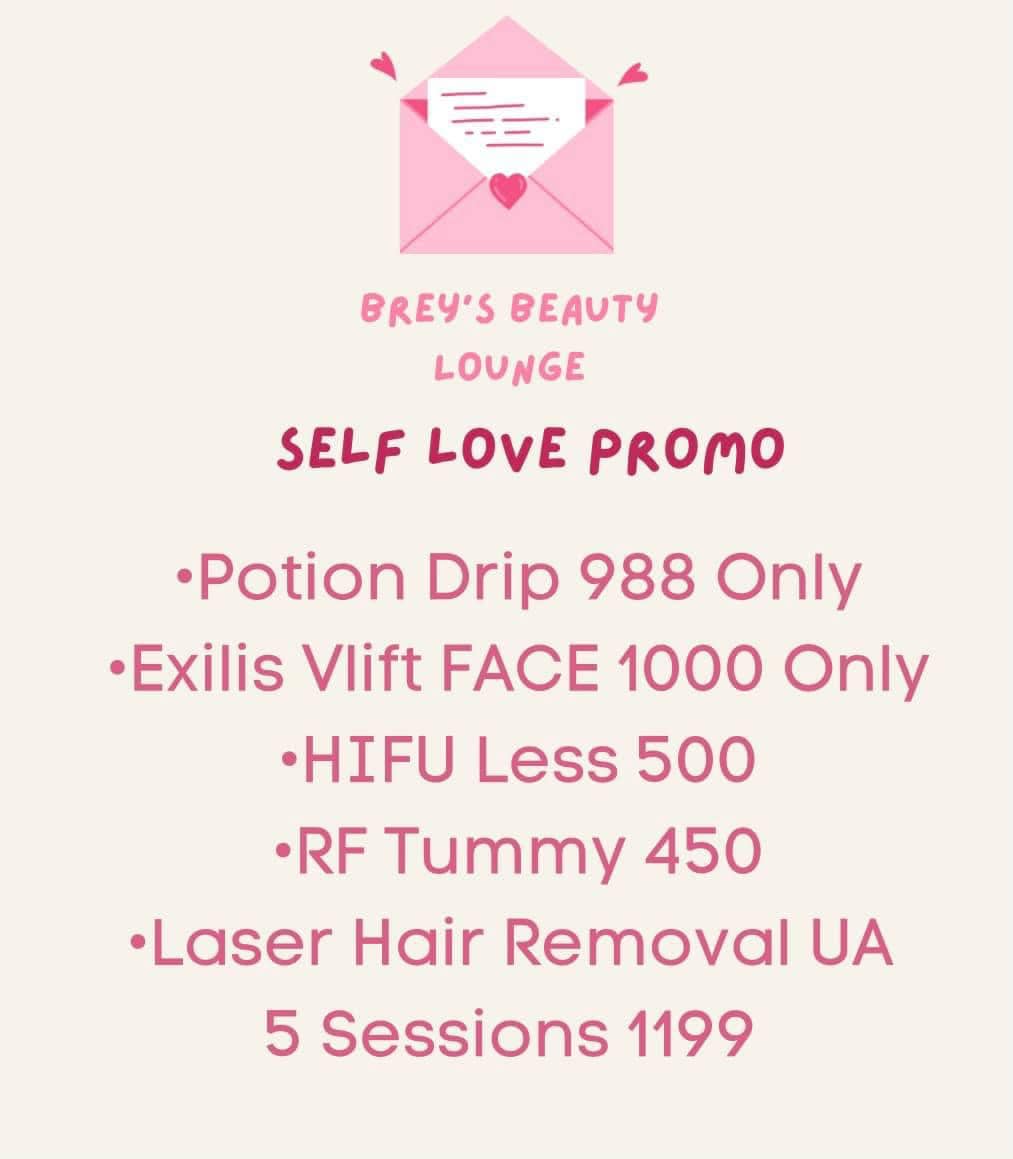 BREY'S BEAUTY
LOUNGE
SELF LOVE PROMO
•Potion Drip 988 Only
•Exilis Vlift FACE 1000 Only
•HIFU Less 500
•RF Tummy 450
•Laser Hair Removal UA
5 Sessions 1199